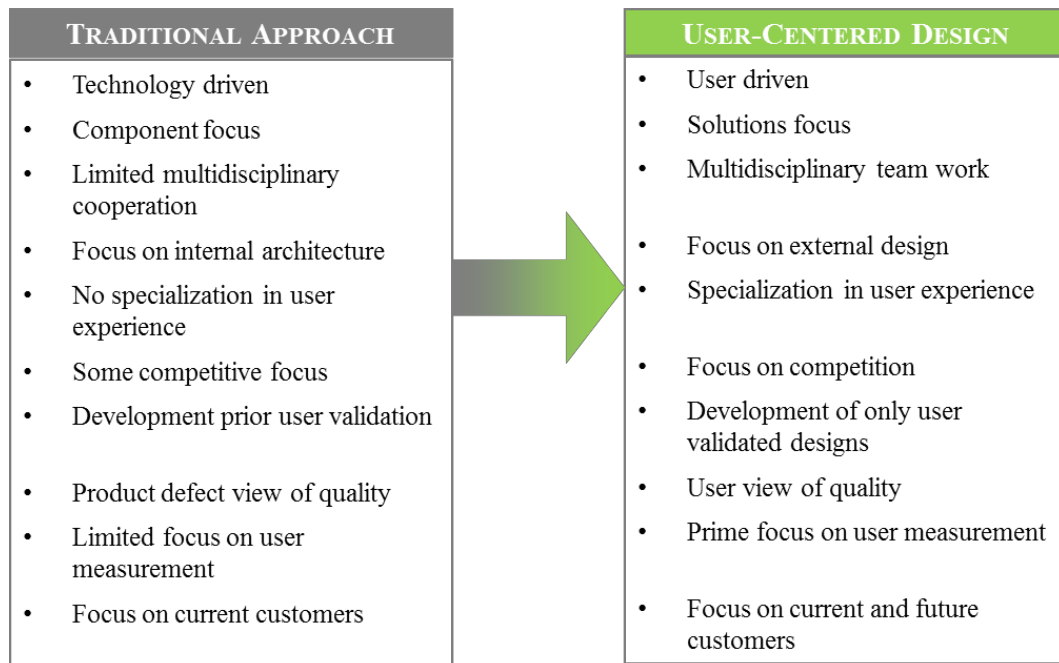 TRADITIONAL APPROACH
• Technology driven
• Component focus
• Limited multidisciplinary
cooperation
• Focus on internal architecture
• No specialization in user
experience
• Some competitive focus
• Development prior user validation
• Product defect view of quality
• Limited focus on user
measurement
• Focus on current customers
USER-CENTERED DESIGN
• User driven
• Solutions focus
• Multidisciplinary team work
• Focus on external design
• Specialization in user experience
• Focus on competition
• Development of only user
validated designs
• User view of quality
• Prime focus on user measurement
• Focus on current and future
customers